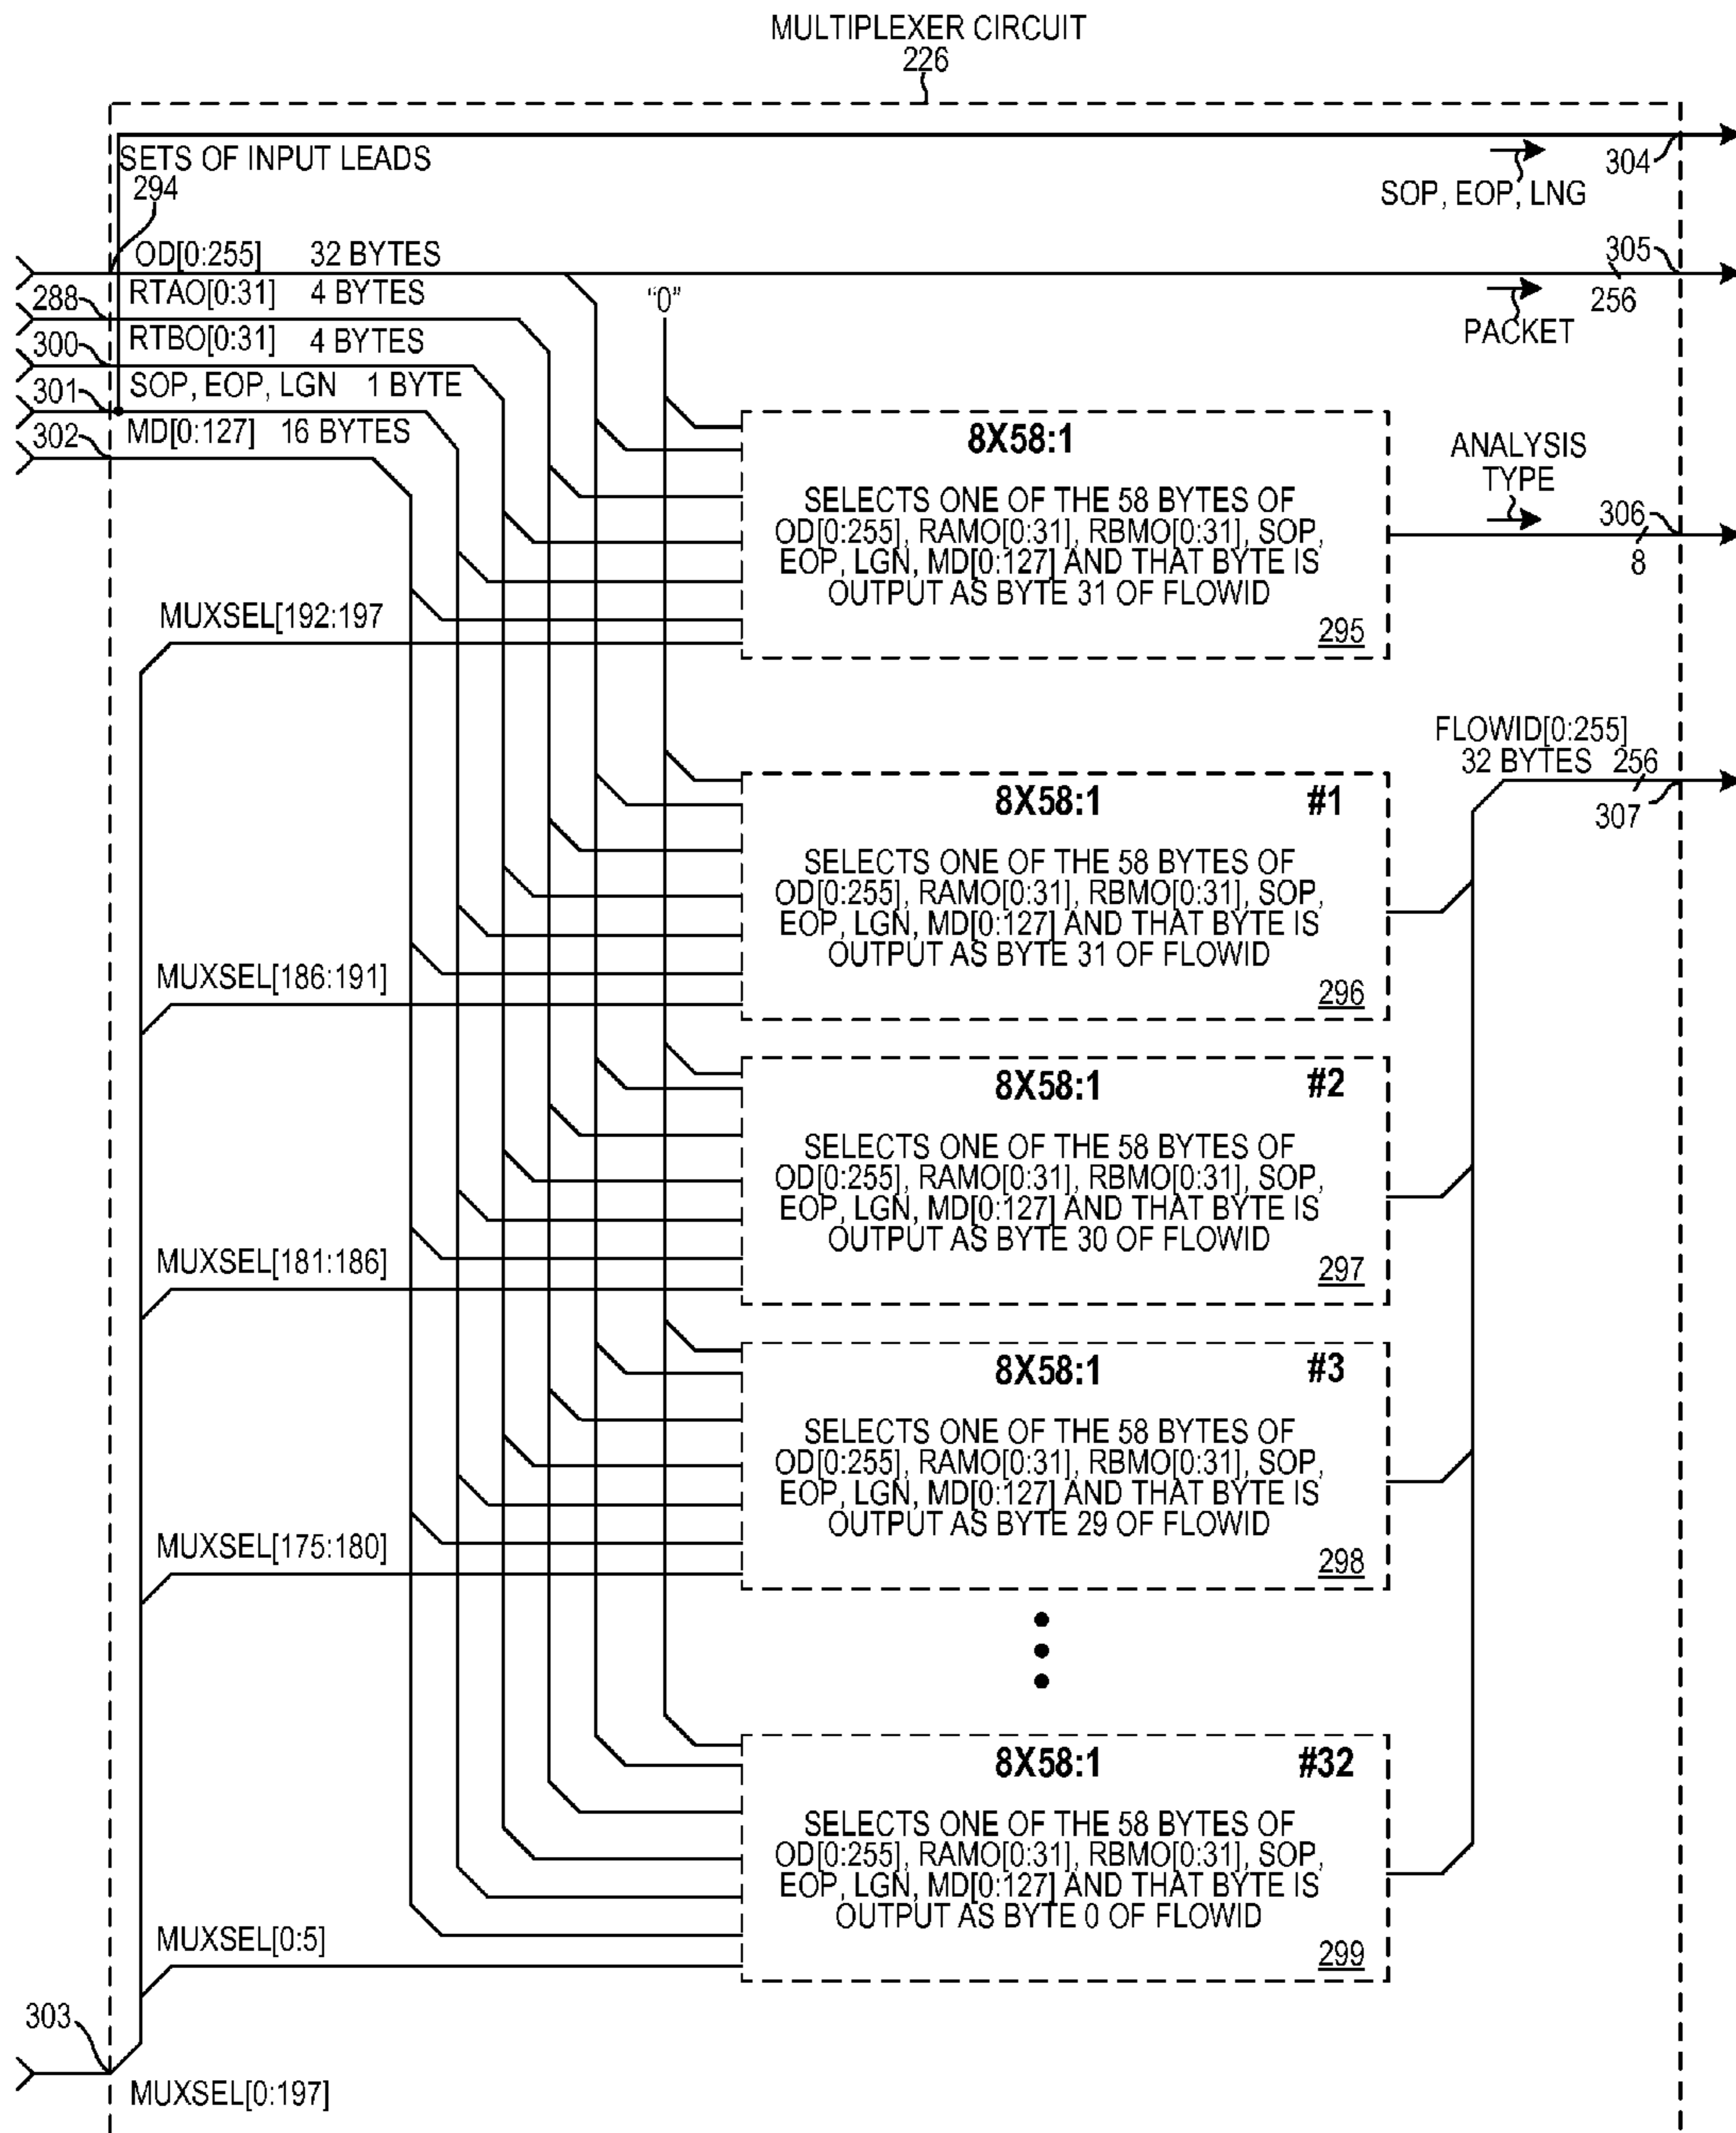 MULTIPLEXER CIRCUIT
226
SETS OF INPUT LEADS
294
304
SOP, EOP, LNG
OD[0:255] 32 BYTES
305
288
RTAO[0:31] 4 BYTES
"0"
256
PACKET
300
RTBO[0:31] 4 BYTES
301
SOP, EOP, LGN 1 BYTE
302
MD[0:127] 16 BYTES
8X58:1
SELECTS ONE OF THE 58 BYTES OF
OD[0:255], RAMO[0:31], RBMO[0:31], SOP,
EOP, LGN, MD[0:127] AND THAT BYTE IS
OUTPUT AS BYTE 31 OF FLOWID
295
ANALYSIS
TYPE
306
8
MUXSEL[192:197
FLOWID[0:255]
32 BYTES 256
307
8X58:1 #1
SELECTS ONE OF THE 58 BYTES OF
OD[0:255], RAMO[0:31], RBMO[0:31], SOP,
EOP, LGN, MD[0:127] AND THAT BYTE IS
OUTPUT AS BYTE 31 OF FLOWID
296
MUXSEL[186:191]
8X58:1 #2
SELECTS ONE OF THE 58 BYTES OF
OD[0:255], RAMO[0:31], RBMO[0:31], SOP,
EOP, LGN, MD[0:127] AND THAT BYTE IS
OUTPUT AS BYTE 30 OF FLOWID
297
MUXSEL[181:186]
8X58:1 #3
SELECTS ONE OF THE 58 BYTES OF
OD[0:255], RAMO[0:31], RBMO[0:31], SOP,
EOP, LGN, MD[0:127] AND THAT BYTE IS
OUTPUT AS BYTE 29 OF FLOWID
298
MUXSEL[175:180]
8X58:1 #32
SELECTS ONE OF THE 58 BYTES OF
OD[0:255], RAMO[0:31], RBMO[0:31], SOP,
EOP, LGN, MD[0:127] AND THAT BYTE IS
OUTPUT AS BYTE 0 OF FLOWID
299
MUXSEL[0:5]
303
MUXSEL[0:197]